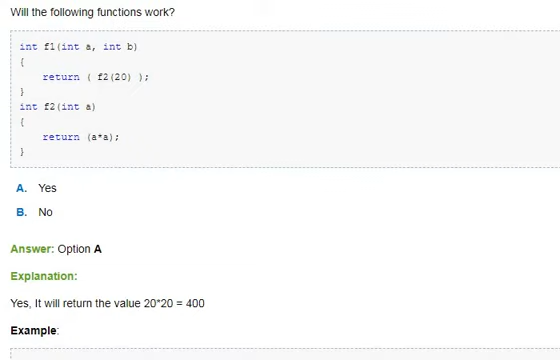 Will the following functions work?
int f1(int a, int b)
{
return ( f2(20) );
}
int f2(int a)
{
return (a*a);
}
A. Yes
B. No
Answer: Option A
Explanation:
Yes, It will return the value 20*20 = 400
Example: